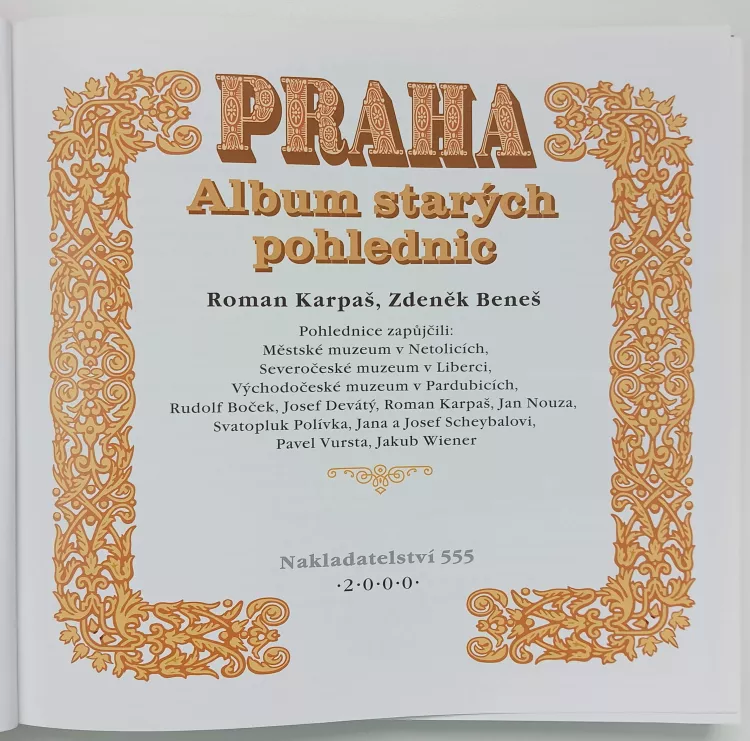 PRAHA
Album starých
pohlednic
Roman Karpaš, Zdeněk Beneš
Pohlednice zapůjčili:
Městské muzeum v Netolicích,
Severočeské muzeum v Liberci,
Východočeské muzeum v Pardubicích,
Rudolf Boček, Josef Devátý, Roman Karpaš, Jan Nouza,
Svatopluk Polívka, Jana a Josef Scheybalovi,
Pavel Vursta, Jakub Wiener
Nakladatelství 555
·2·0·0·0·